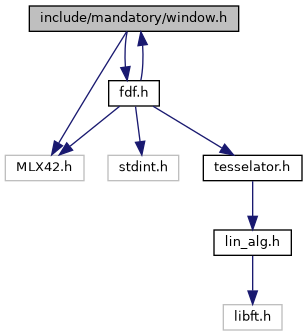 include/mandatory/window.h
fdf.h
MLX42.h
stdint.h
tesselator.h
lin_alg.h
libft.h